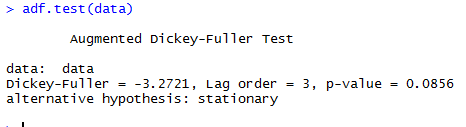 > adf.test(data)
Augmented Dickey-Fuller Test
data:  data
Dickey-Fuller = -3.2721, Lag order = 3, p-value = 0.0856
alternative hypothesis: stationary